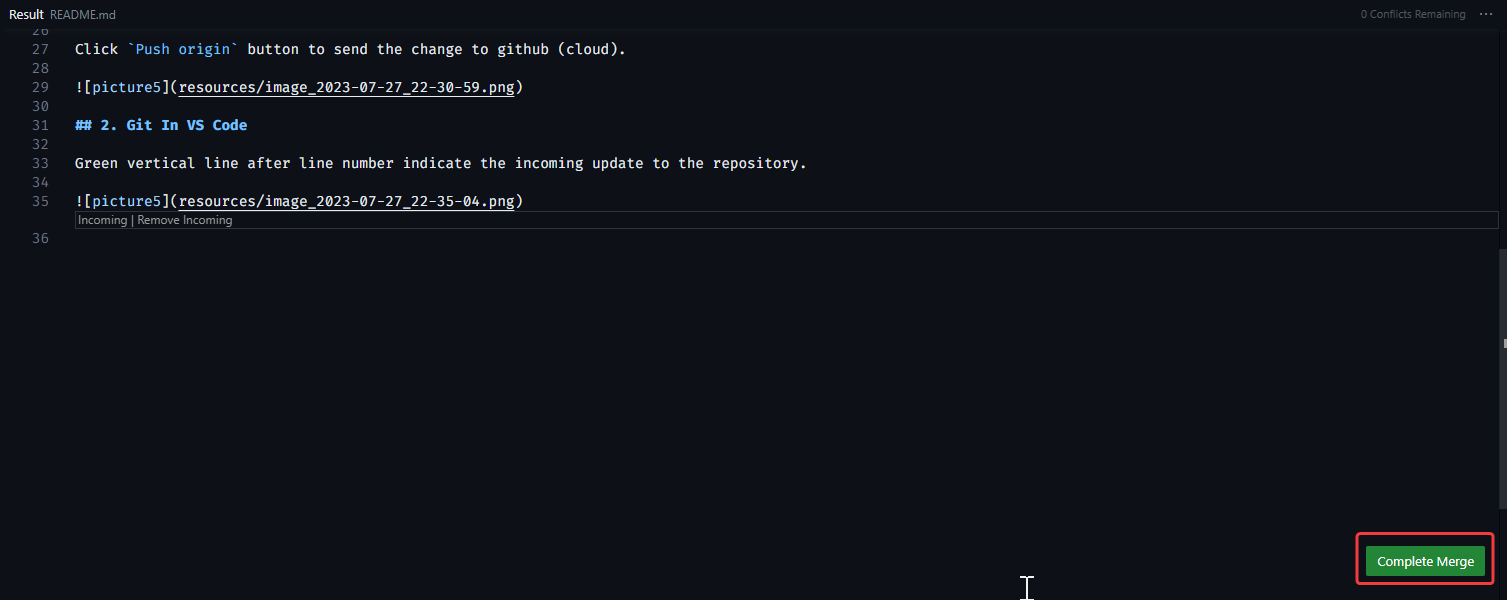 Result README.md
0 Conflicts Remaining ···
26
27 Click `Push origin` button to send the change to github (cloud).
28
29 ![picture5](resources/image_2023-07-27_22-30-59.png)
30
31 ## 2. Git In VS Code
32
33 Green vertical line after line number indicate the incoming update to the repository.
34
35 ![picture5](resources/image_2023-07-27_22-35-04.png)
Incoming | Remove Incoming
36
Complete Merge